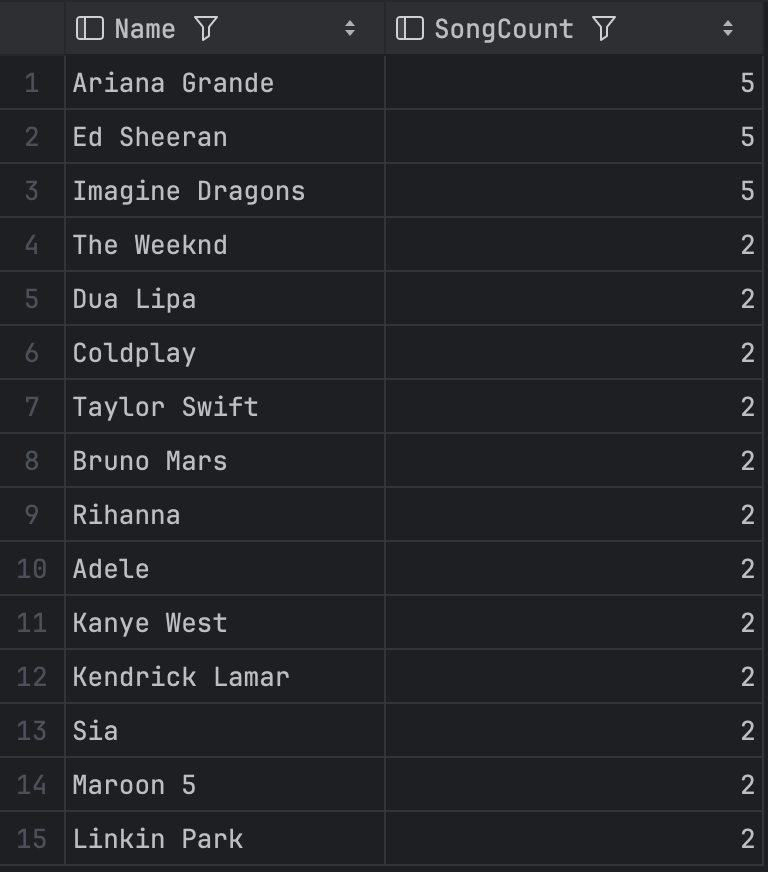 Name SongCount
1 Ariana Grande 5
2 Ed Sheeran 5
3 Imagine Dragons 5
4 The Weeknd 2
5 Dua Lipa 2
6 Coldplay 2
7 Taylor Swift 2
8 Bruno Mars 2
9 Rihanna 2
10 Adele 2
11 Kanye West 2
12 Kendrick Lamar 2
13 Sia 2
14 Maroon 5 2
15 Linkin Park 2